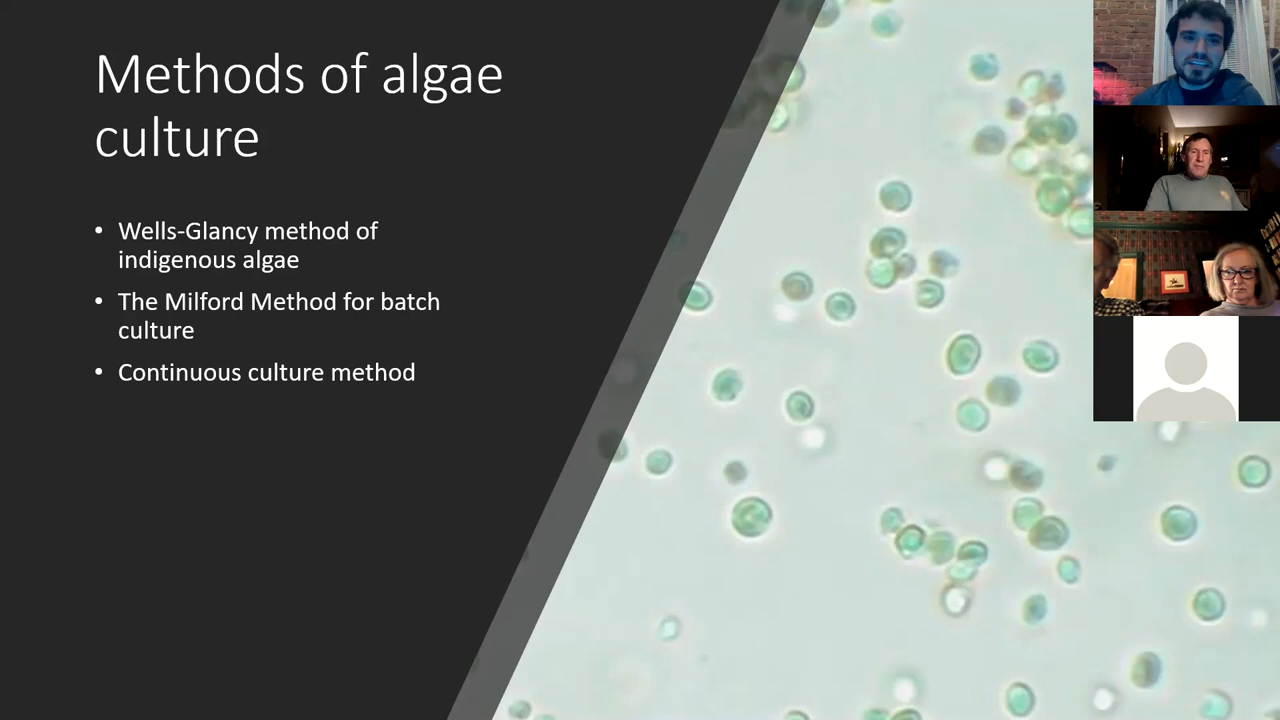 Methods of algae
culture
• Wells-Glancy method of
indigenous algae
• The Milford Method for batch
culture
• Continuous culture method